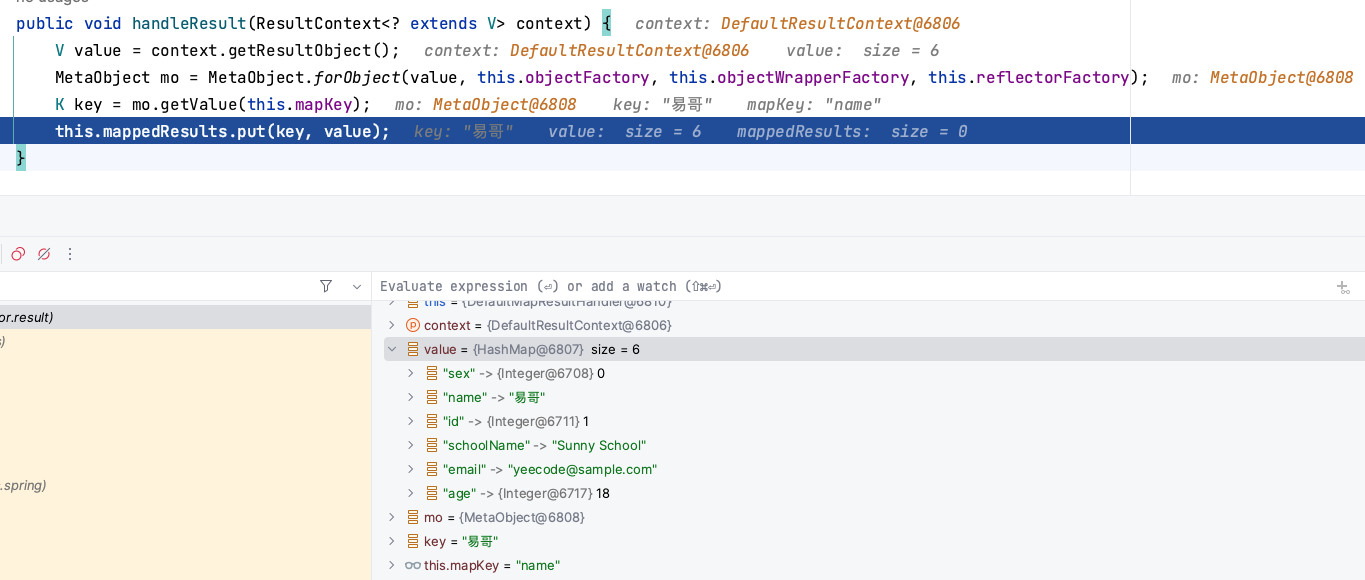 public void handleResult(ResultContext<? extends V> context) { context: DefaultResultContext@6806
V value = context.getResultObject(); context: DefaultResultContext@6806 value: size = 6
MetaObject mo = MetaObject.forObject(value, this.objectFactory, this.objectWrapperFactory, this.reflectorFactory); mo: MetaObject@6808
K key = mo.getValue(this.mapKey); mo: MetaObject@6808 key: "易哥" mapKey: "name"
this.mappedResults.put(key, value); key: "易哥" value: size = 6 mappedResults: size = 0
}
Evaluate expression (⏎) or add a watch (⇧⌘⏎)
this = {DefaultMapResultHandler@6810}
or.result)
context = {DefaultResultContext@6806}
s)
value = {HashMap@6807} size = 6
"sex" -> {Integer@6708} 0
"name" -> "易哥"
"id" -> {Integer@6711} 1
"schoolName" -> "Sunny School"
"email" -> "yeecode@sample.com"
.spring)
"age" -> {Integer@6717} 18
mo = {MetaObject@6808}
key = "易哥"
this.mapKey = "name"